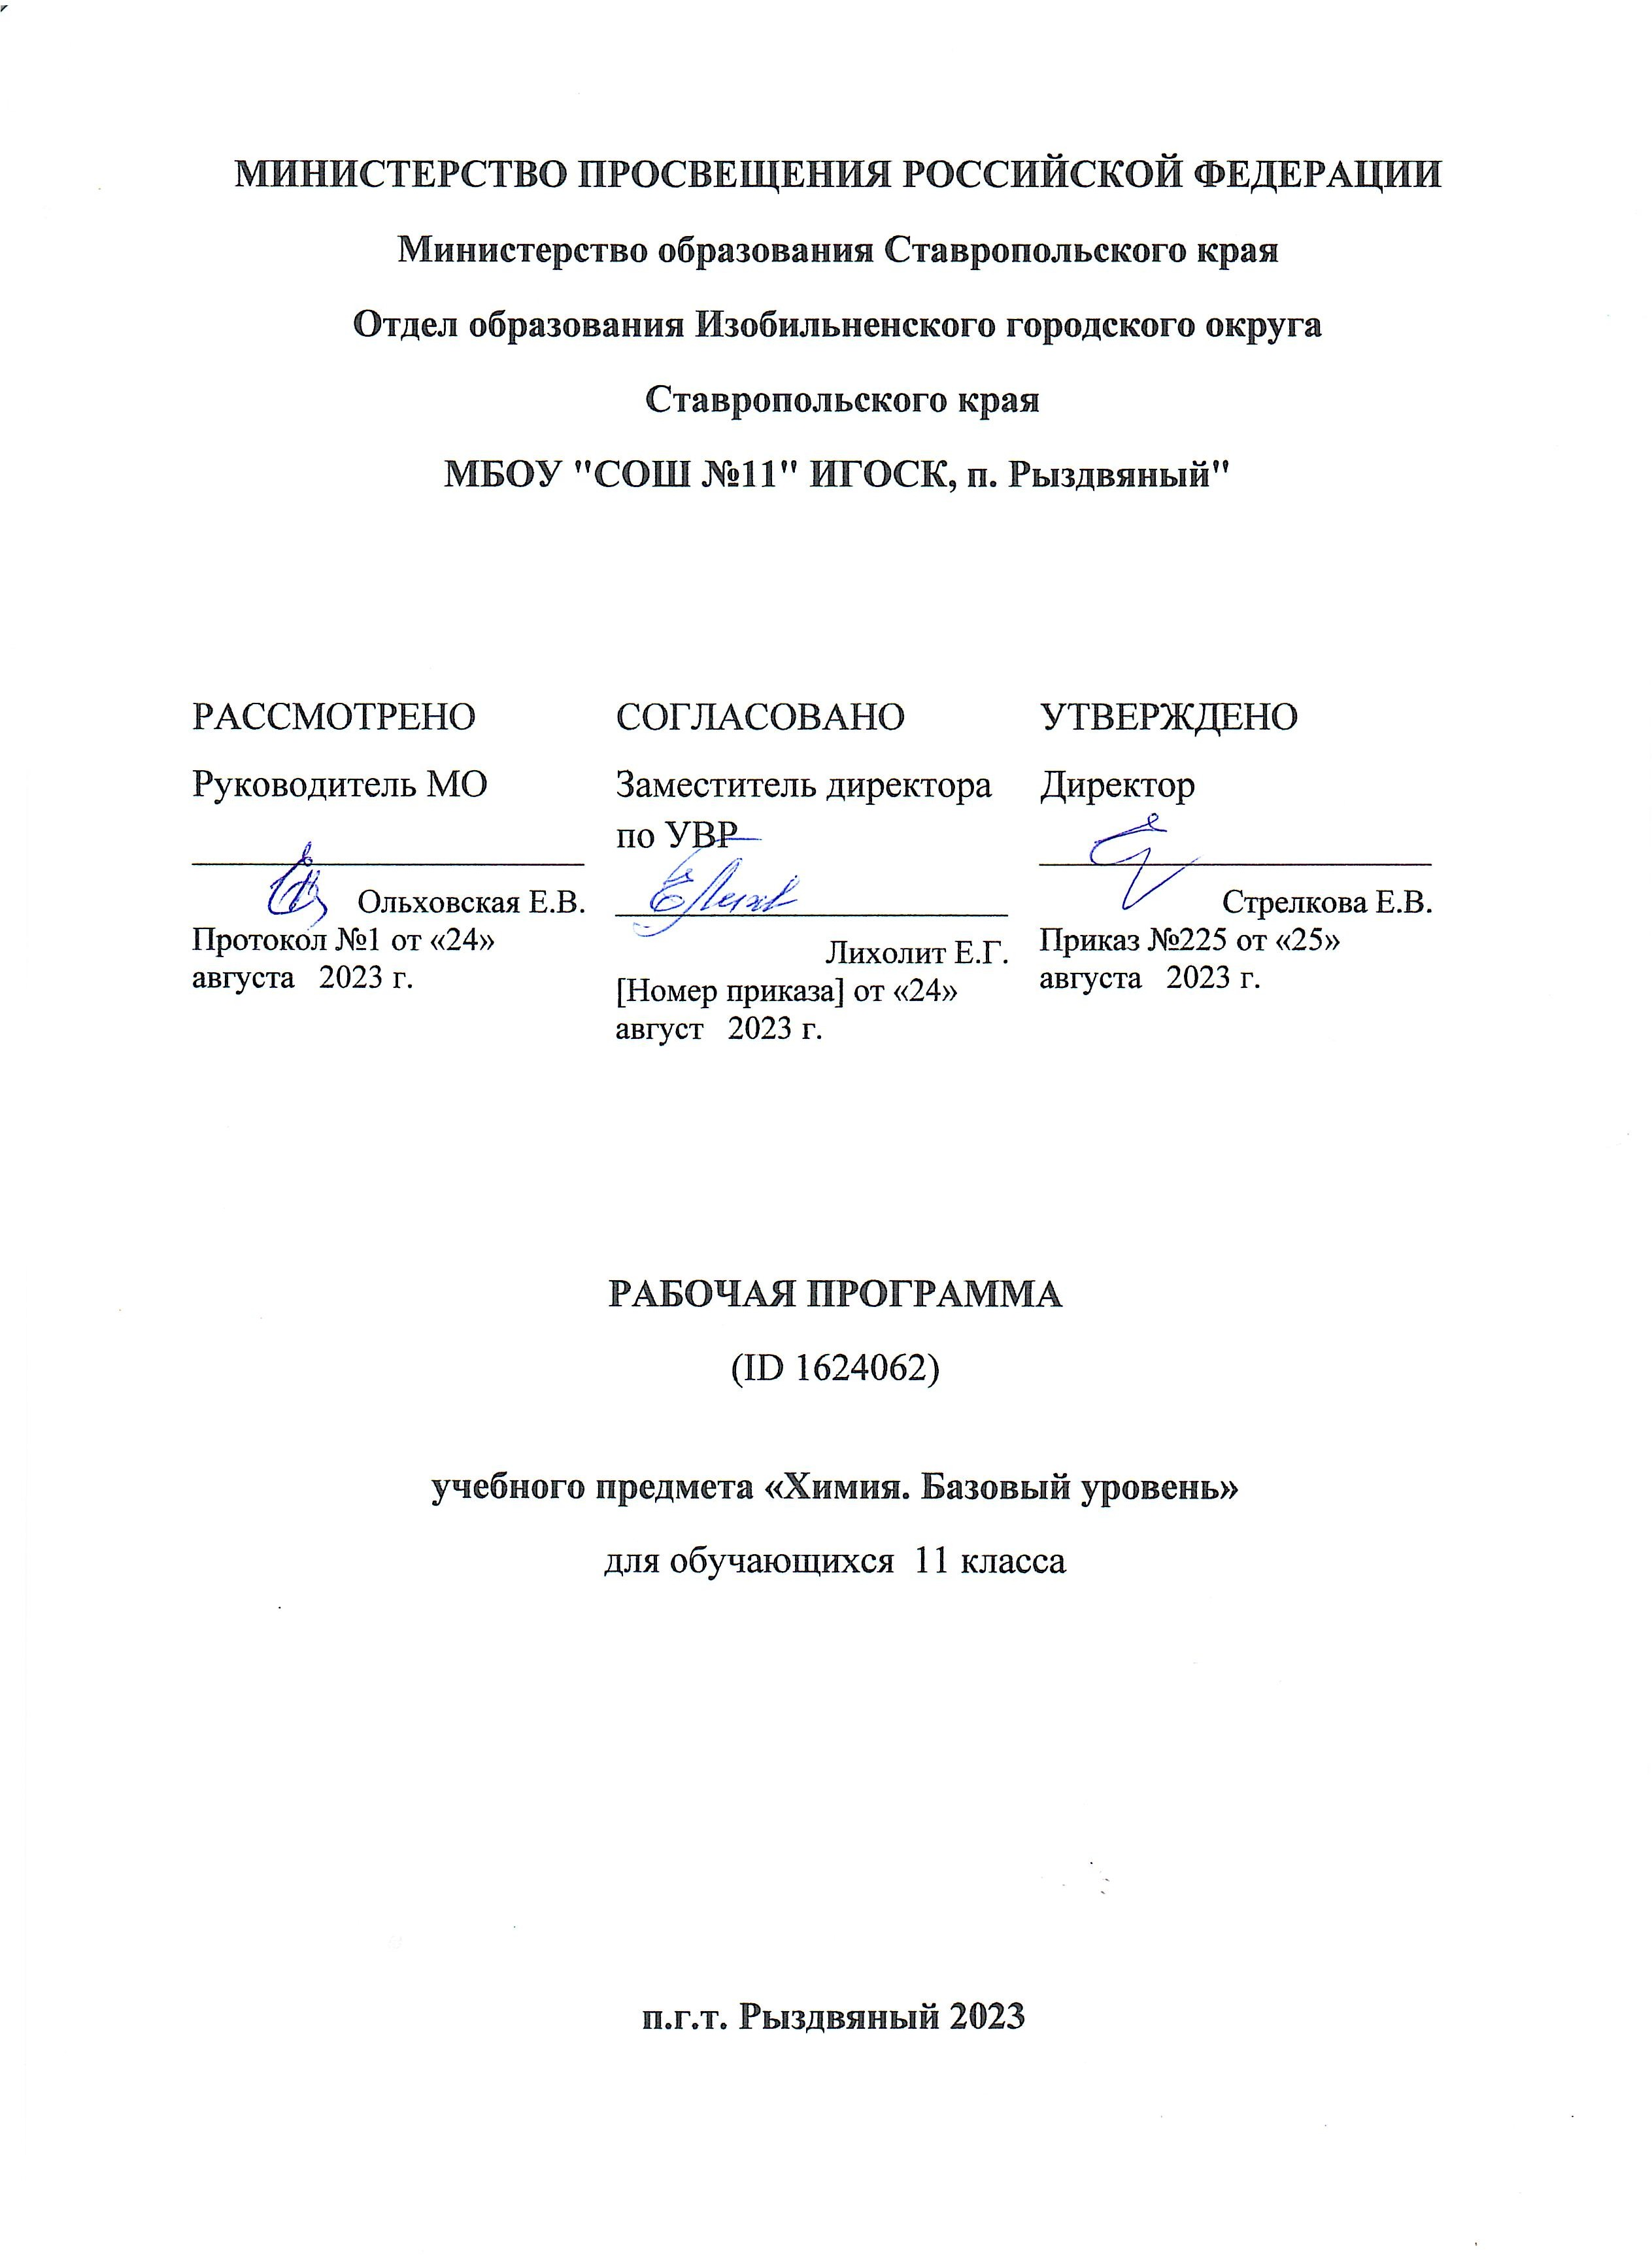 МИНИСТЕРСТВО ПРОСВЕЩЕНИЯ РОССИЙСКОЙ ФЕДЕРАЦИИ
Министерство образования Ставропольского края
Отдел образования Изобильненского городского округа
Ставропольского края
МБОУ "СОШ №11" ИГОСК, п. Рыздвяный"
РАССМОТРЕНО
Руководитель МО
Ольховская Е.В.
Протокол №1 от «24»
августа 2023 г.
СОГЛАСОВАНО
Заместитель директора
по УВР
Лихолит Е.Г.
[Номер приказа] от «24»
август 2023 г.
УТВЕРЖДЕНО
Директор
Стрелкова Е.В.
Приказ №225 от «25»
августа 2023 г.
РАБОЧАЯ ПРОГРАММА
(ID 1624062)
учебного предмета «Химия. Базовый уровень»
для обучающихся 11 класса
п.г.т. Рыздвяный 2023